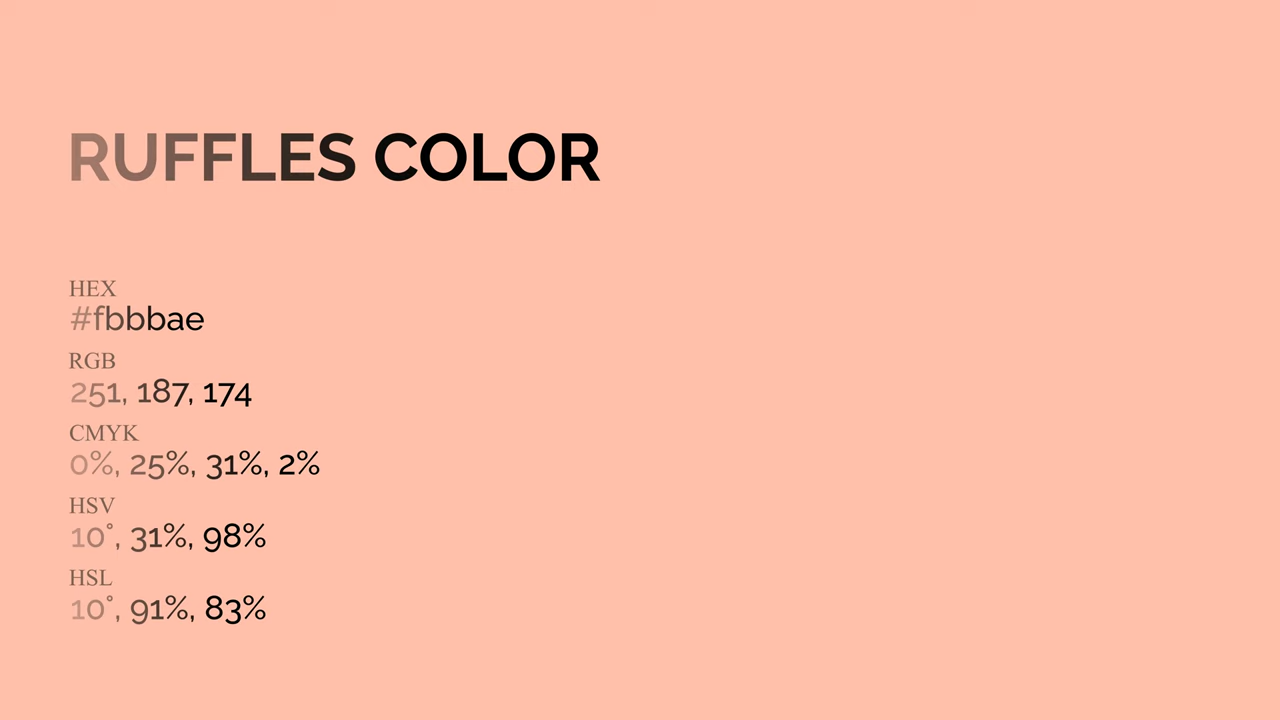 RUFFLES COLOR
HEX
#fbbbae
RGB
251, 187, 174
CMYK
0%, 25%, 31%, 2%
HSV
10°, 31%, 98%
HSL
10°, 91%, 83%